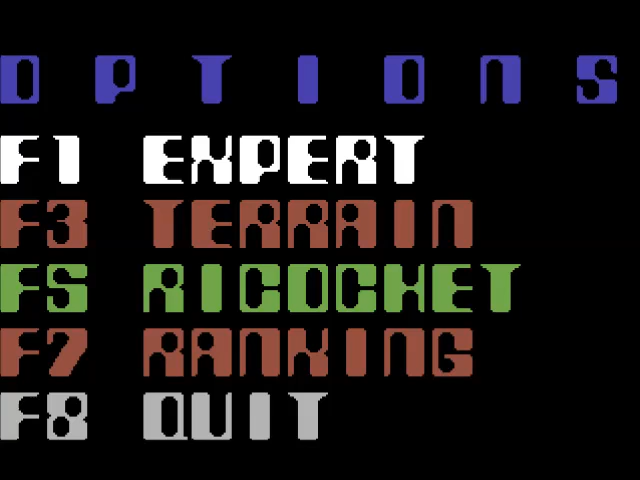 OPTIONS
F1 EXPERT
F3 TERRAIN
F5 RICOCHET
F7 RANKING
F8 QUIT